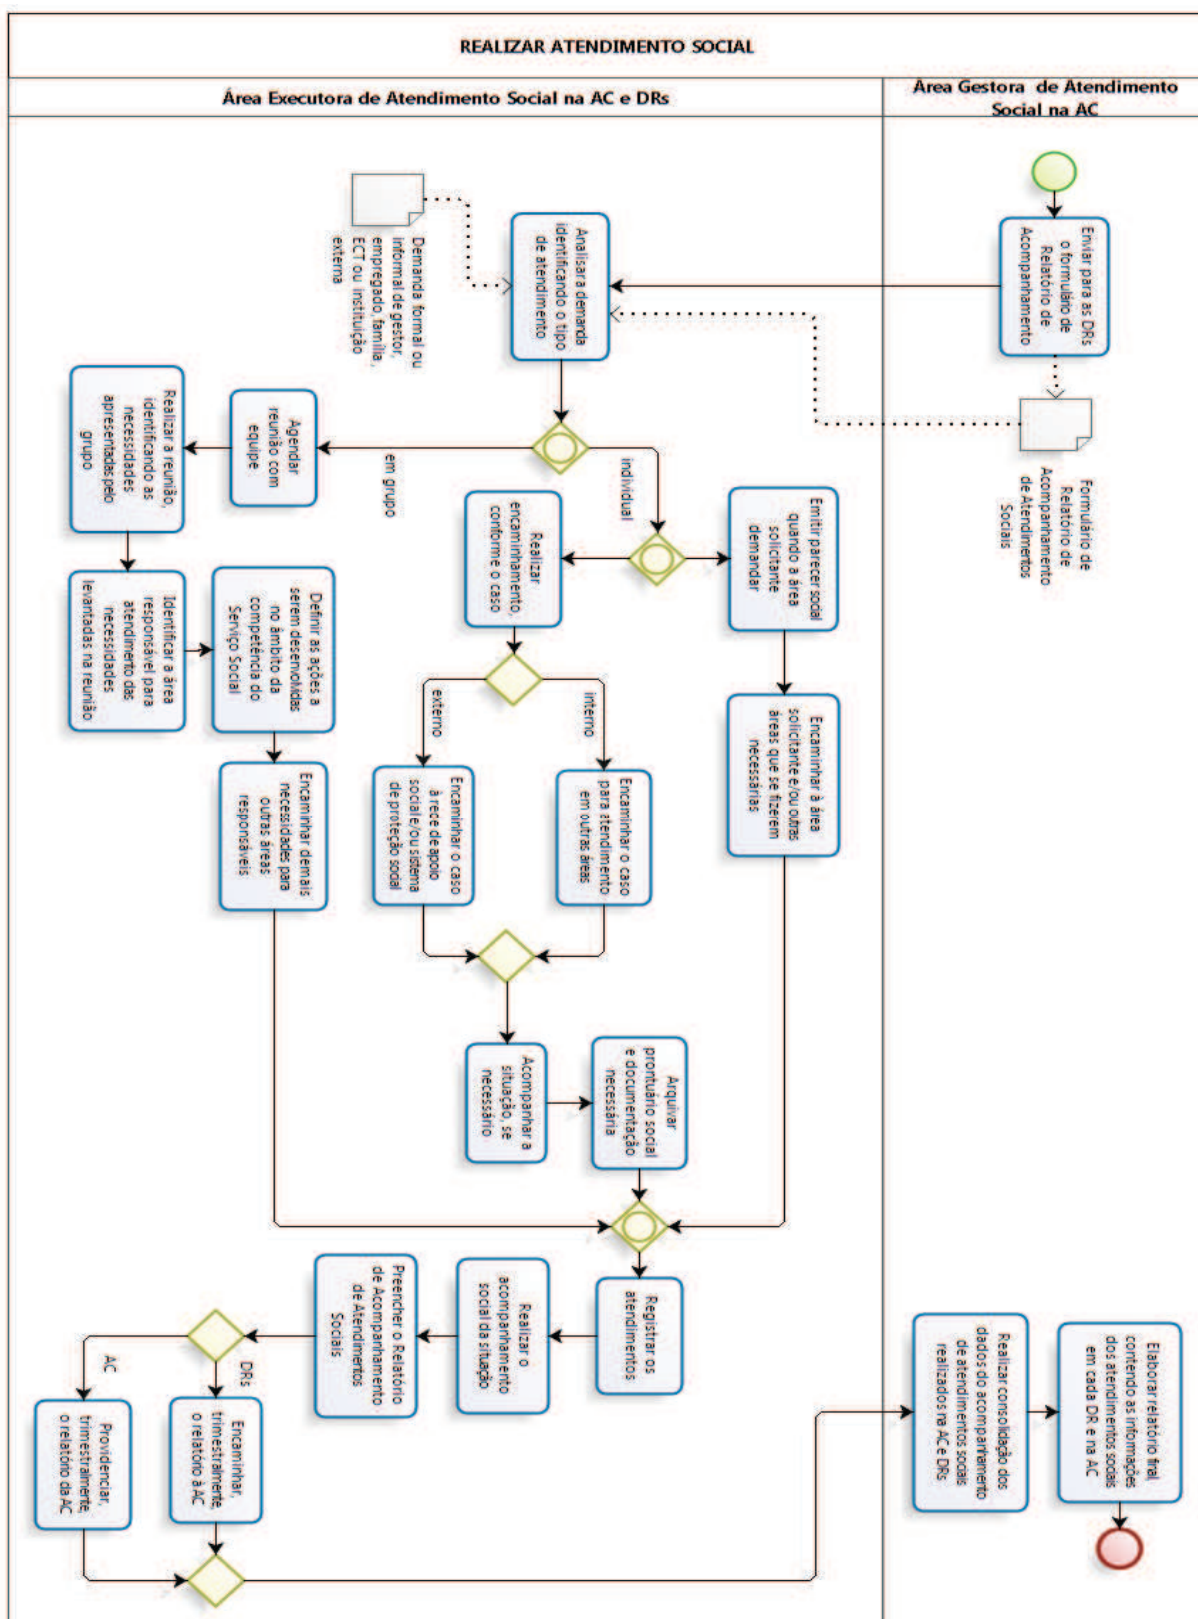 REALIZAR ATENDIMENTO SOCIAL
Área Executora de Atendimento Social na AC e DRs
Área Gestora de Atendimento
Social na AC
Enviar para as DRs
o formulário de
Relatório de
Acompanhamento
Formulário de
Relatório de
Acompanhamento
de Atendimentos
Sociais
Demanda formal ou
informal de gestor,
empregado, família,
ECT ou instituição
externa
Analisar a demanda
identificando o tipo
de atendimento
em grupo
individual
Agendar
reunião com
equipe
Realizar a reunião,
identificando as
necessidades
apresentadas pelo
grupo
Identificar a área
responsável para
atendimento das
necessidades
levantadas na reunião
Definir as ações a
serem desenvolvidas
no âmbito da
competência do
Serviço Social
Encaminhar demais
necessidades para
outras áreas
responsáveis
Emitir parecer social
quando a área
solicitante
demandar
Encaminhar à área
solicitante e/ou outras
áreas que se fizerem
necessárias
Realizar
encaminhamento,
conforme o caso
interno
externo
Encaminhar o caso
para atendimento
em outras áreas
Encaminhar o caso
à rede de apoio
social e/ou sistema
de proteção social
Acompanhar a
situação, se
necessário
Arquivar
prontuário social
e documentação
necessária
Registrar os
atendimentos
Realizar o
acompanhamento
social da situação
Preencher o Relatório
de Acompanhamento
de Atendimentos
Sociais
DRs
AC
Encaminhar,
trimestralmente,
o relatório à AC
Providenciar,
trimestralmente,
o relatório da AC
Realizar consolidação dos
dados do acompanhamento
de atendimentos sociais
realizados na AC e DRs
Elaborar relatório final,
contendo as informações
dos atendimentos sociais
em cada DR e na AC